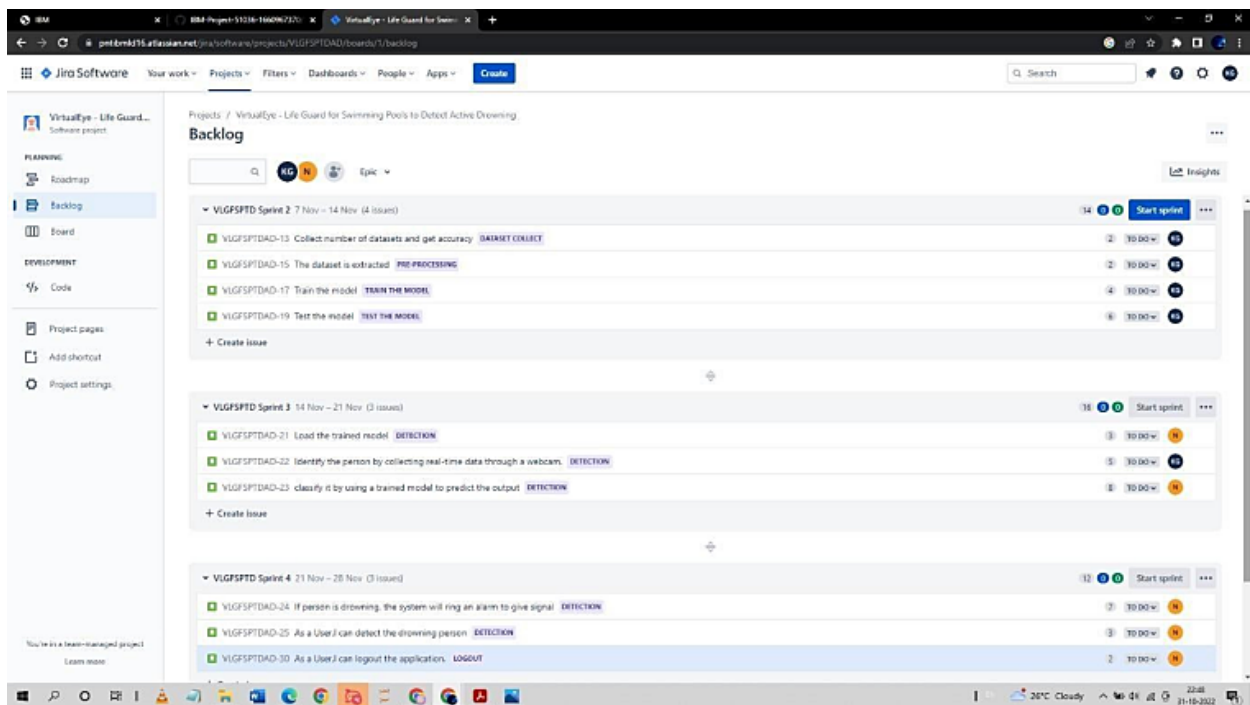 IBM
IBM-Project-51036-1660967370
VirtualEye - Life Guard for Swim
pntibmkl15.atlassian.net/jira/software/projects/VLGFSPTDAD/boards/1/backlog
Jira Software Your work Projects Filters Dashboards People Apps Create Search KG
VirtualEye - Life Guard...
Software project
PLANNING
Roadmap
Backlog
Board
DEVELOPMENT
Code
Project pages
Add shortcut
Project settings
You're in a team-managed project
Learn more
Projects / VirtualEye - Life Guard for Swimming Pools to Detect Active Drowning
Backlog
KG N Epic Insights
VLGFSPTD Sprint 2 7 Nov – 14 Nov (4 issues) 14 0 0 Start sprint
VLGFSPTDAD-13 Collect number of datasets and get accuracy DATASET COLLECT 2 TO DO KG
VLGFSPTDAD-15 The dataset is extracted PRE-PROCESSING 2 TO DO KG
VLGFSPTDAD-17 Train the model TRAIN THE MODEL 4 TO DO KG
VLGFSPTDAD-19 Test the model TEST THE MODEL 6 TO DO KG
+ Create issue
VLGFSPTD Sprint 3 14 Nov – 21 Nov (3 issues) 16 0 0 Start sprint
VLGFSPTDAD-21 Load the trained model DETECTION 3 TO DO N
VLGFSPTDAD-22 Identify the person by collecting real-time data through a webcam. DETECTION 5 TO DO KG
VLGFSPTDAD-23 classify it by using a trained model to predict the output DETECTION 8 TO DO N
+ Create issue
VLGFSPTD Sprint 4 21 Nov – 28 Nov (3 issues) 12 0 0 Start sprint
VLGFSPTDAD-24 If person is drowning, the system will ring an alarm to give signal DETECTION 7 TO DO N
VLGFSPTDAD-25 As a User,I can detect the drowning person DETECTION 3 TO DO N
VLGFSPTDAD-30 As a User,I can logout the application. LOGOUT 2 TO DO N
26°C Cloudy
22:48
31-10-2022